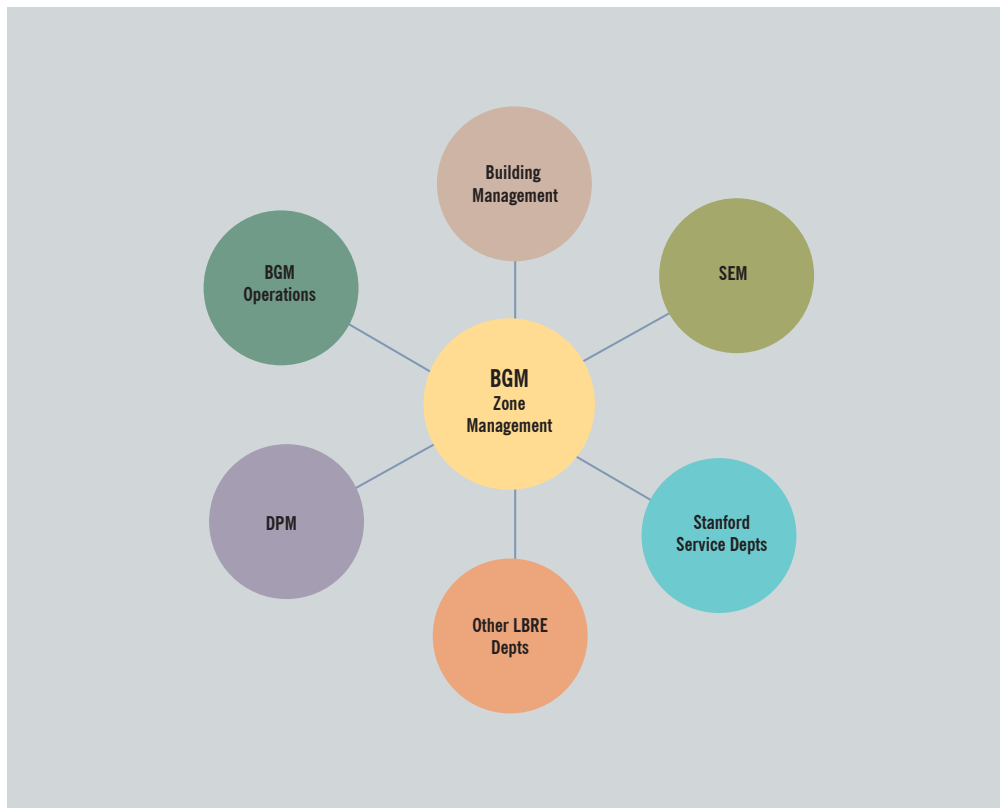 Building
Management
BGM
Operations
SEM
BGM
Zone
Management
DPM
Stanford
Service Depts
Other LBRE
Depts